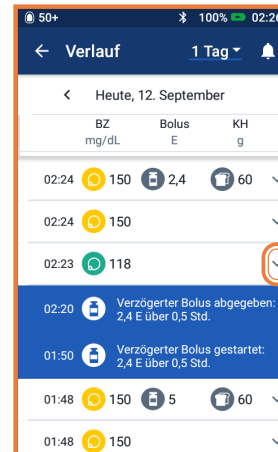 50+ 100% 02:26
Verlauf 1 Tag
Heute, 12. September
BZ Bolus KH
mg/dL E g
02:24 150 2,4 60
02:24 150
02:23 118
02:20 Verzögerter Bolus abgegeben:
2,4 E über 0,5 Std.
01:50 Verzögerter Bolus gestartet:
2,4 E über 0,5 Std.
01:48 150 5 60
01:48 150